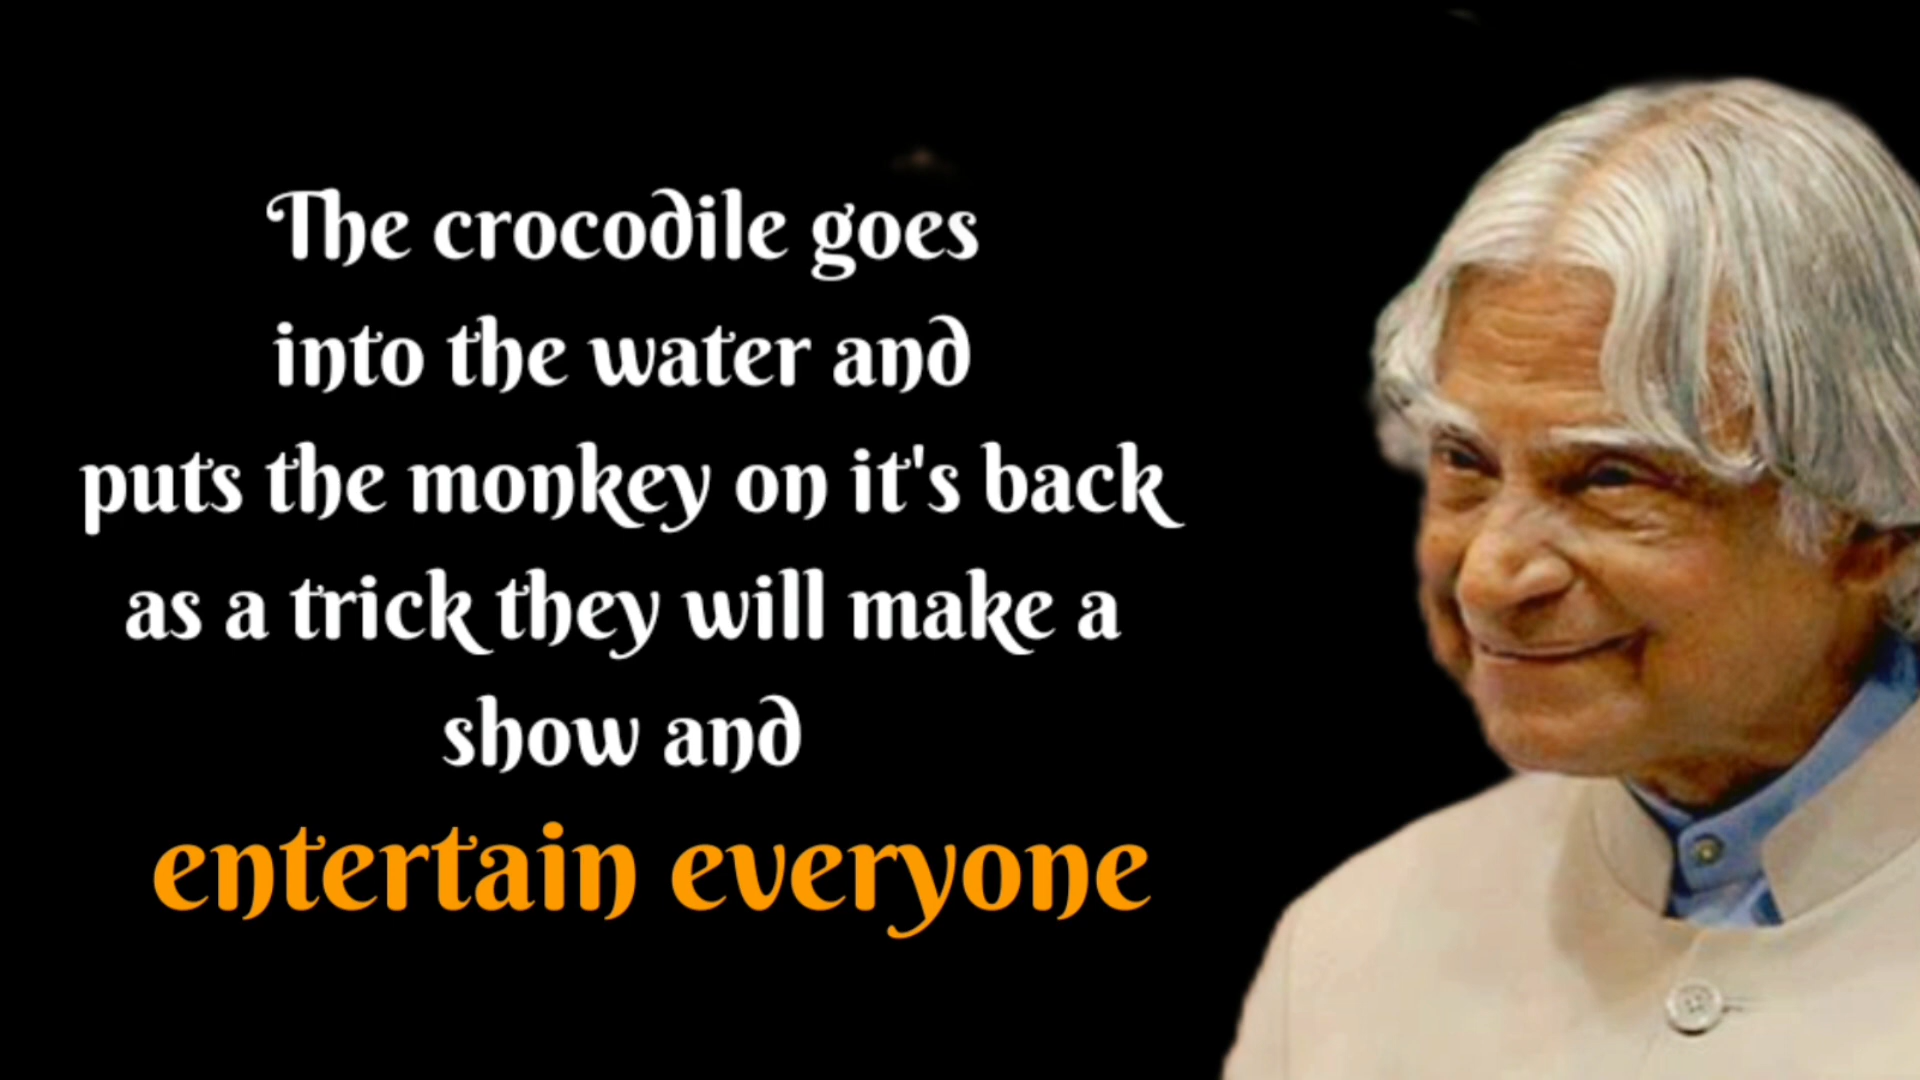 The crocodile goes
into the water and
puts the monkey on it's back
as a trick they will make a
show and
entertain everyone